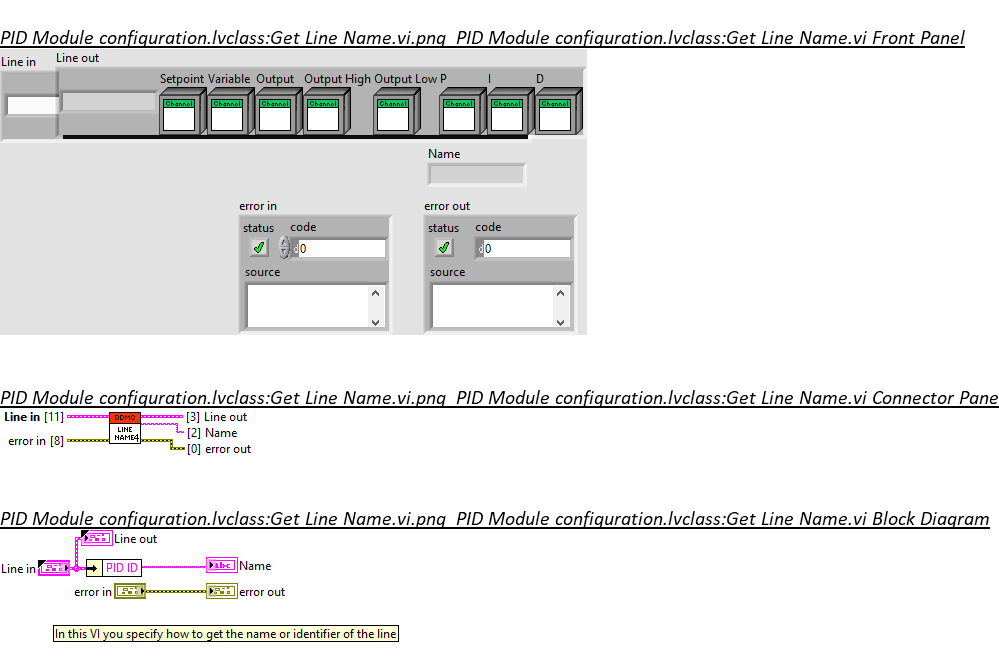 PID Module configuration.lvclass:Get Line Name.vi.png PID Module configuration.lvclass:Get Line Name.vi Front Panel
Line in
Line out
Setpoint Variable Output Output High Output Low P I D
Channel Channel Channel Channel Channel Channel Channel Channel
Name
error in
status code
0
source
error out
status code
0
source
PID Module configuration.lvclass:Get Line Name.vi.png PID Module configuration.lvclass:Get Line Name.vi Connector Pane
Line in [11]
error in [8]
DDMC
LINE
NAME4
[3] Line out
[2] Name
[0] error out
PID Module configuration.lvclass:Get Line Name.vi.png PID Module configuration.lvclass:Get Line Name.vi Block Diagram
Line out
Line in
PID ID
abc
Name
error in
error out
In this VI you specify how to get the name or identifier of the line